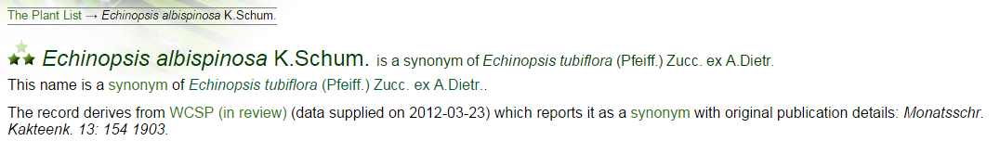 The Plant List → Echinopsis albispinosa K.Schum.
Echinopsis albispinosa K.Schum. is a synonym of Echinopsis tubiflora (Pfeiff.) Zucc. ex A.Dietr.
This name is a synonym of Echinopsis tubiflora (Pfeiff.) Zucc. ex A.Dietr..
The record derives from WCSP (in review) (data supplied on 2012-03-23) which reports it as a synonym with original publication details: Monatsschr.
Kakteenk. 13: 154 1903.